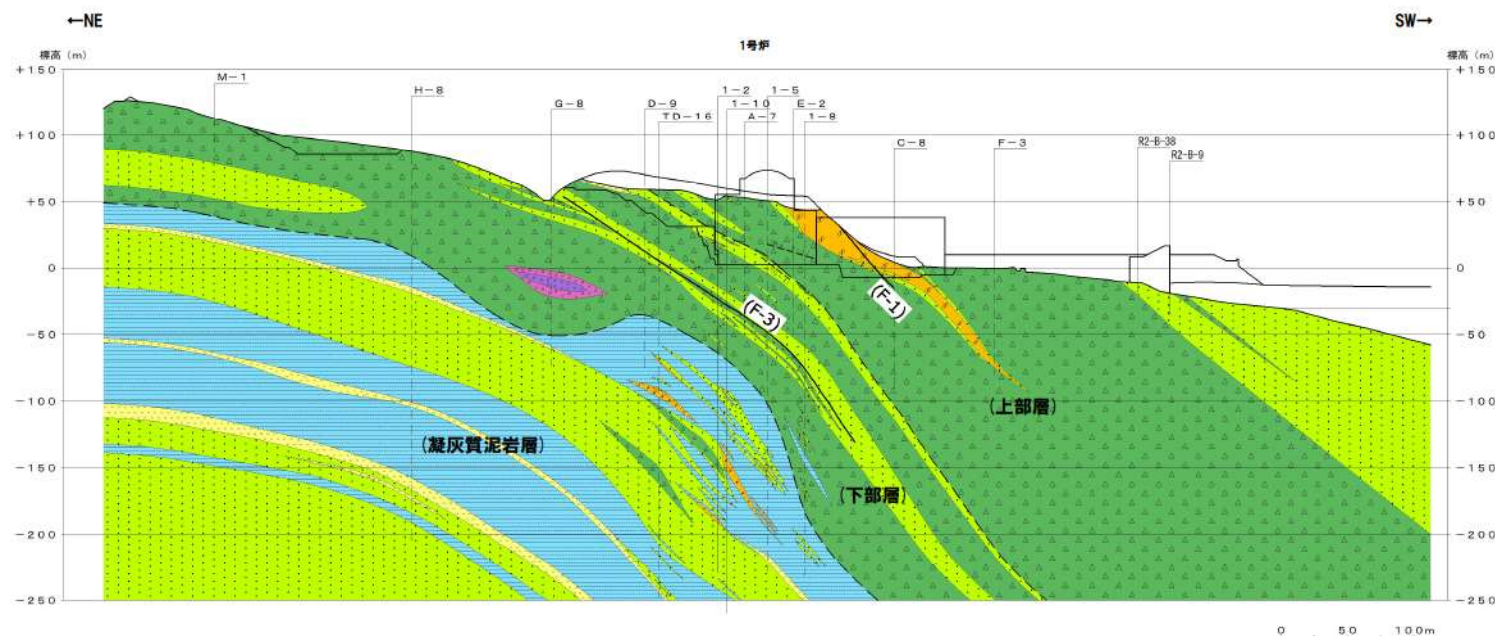 ←NE
SW→
1号炉
標高 (m)
標高 (m)
+150
+150
M-1
H-8
G-8
D-9
TD-16
1-2
1-10
A-7
1-5
E-2
1-8
C-8
F-3
R2-B-38
R2-B-9
+100
+100
+50
+50
0
0
(F-3)
(F-1)
-50
-50
-100
-100
(上部層)
(凝灰質泥岩層)
-150
-150
(下部層)
-200
-200
-250
-250
0 50 100m